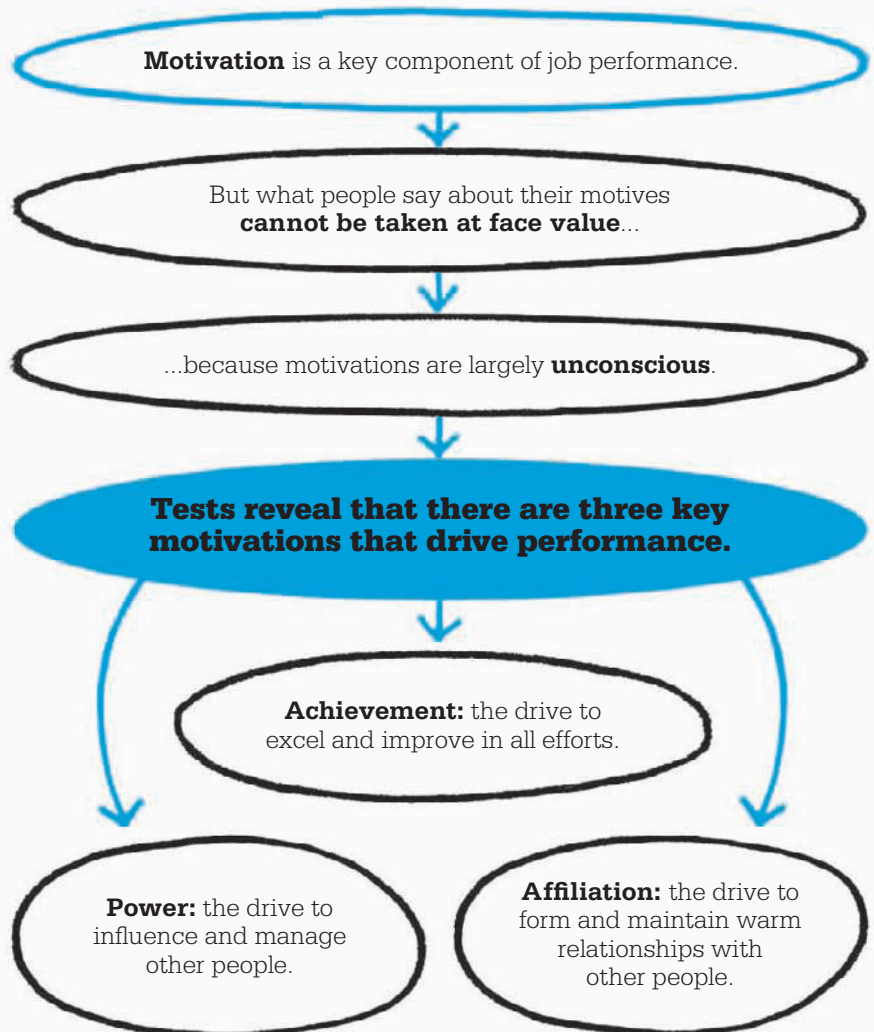 Motivation is a key component of job performance.
But what people say about their motives
cannot be taken at face value...
...because motivations are largely unconscious.
Tests reveal that there are three key
motivations that drive performance.
Achievement: the drive to
excel and improve in all efforts.
Power: the drive to
influence and manage
other people.
Affiliation: the drive to
form and maintain warm
relationships with
other people.